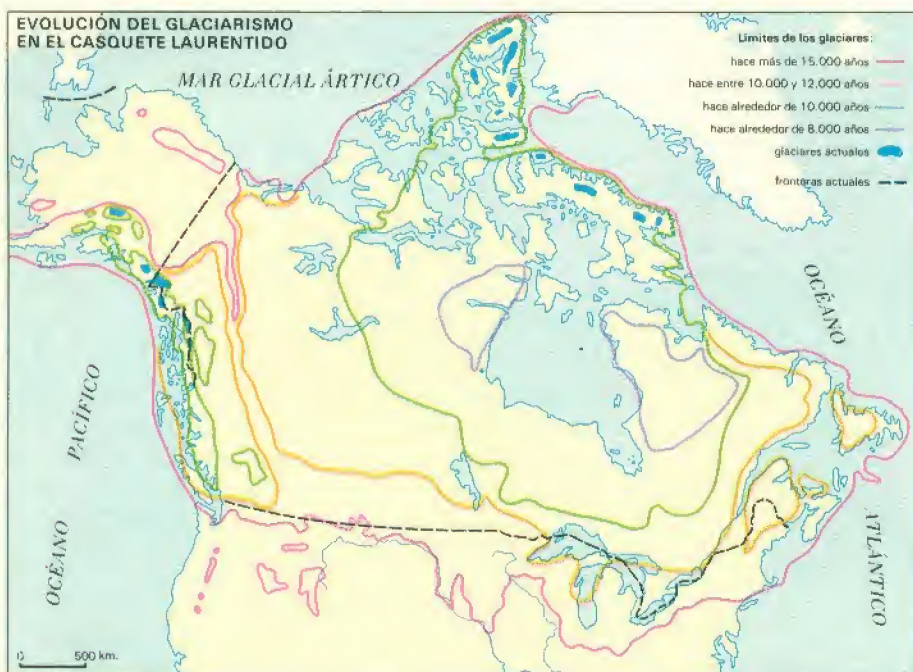 EVOLUCIÓN DEL GLACIARISMO
EN EL CASQUETE LAURENTIDO
MAR GLACIAL ÁRTICO
Límites de los glaciares:
hace más de 15.000 años
hace entre 10.000 y 12.000 años
hace alrededor de 10.000 años
hace alrededor de 8.000 años
glaciares actuales
fronteras actuales
OCÉANO
PACÍFICO
OCÉANO
ATLÁNTICO
0 500 km.